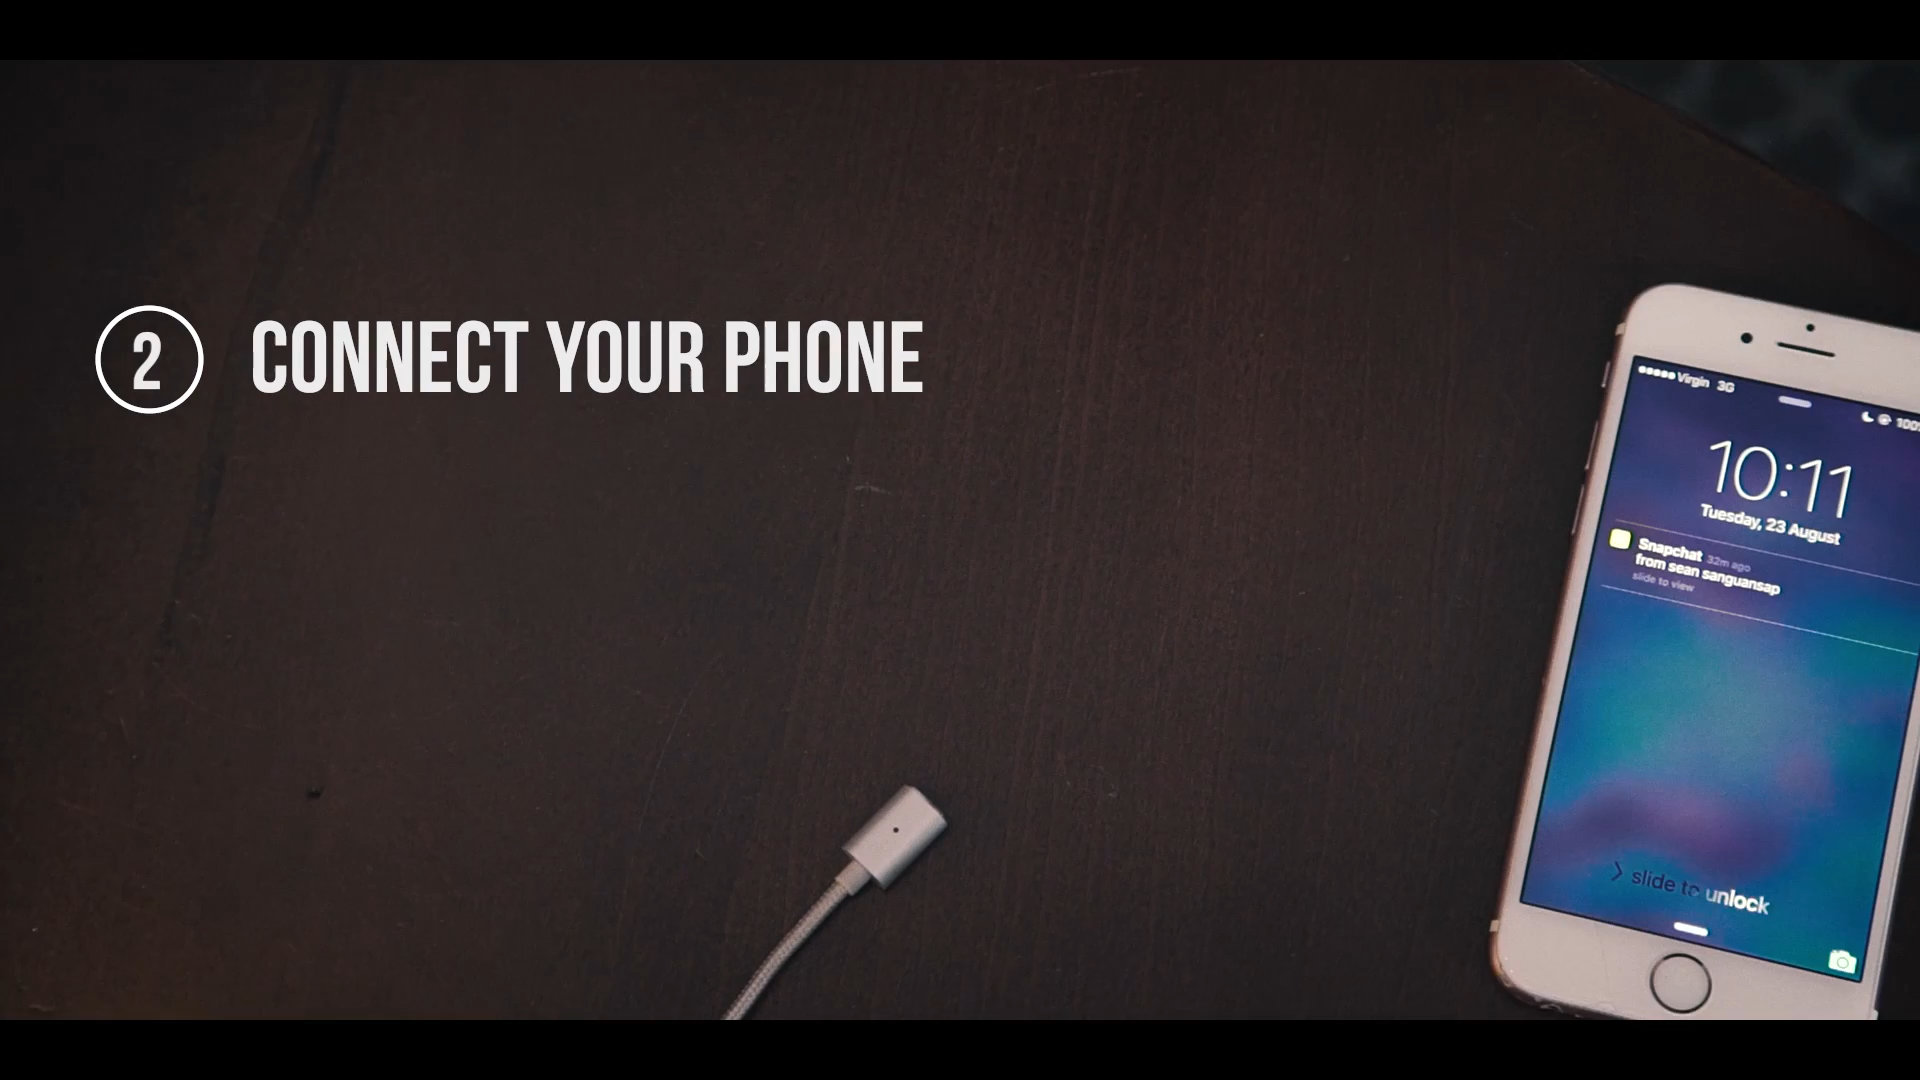 2 CONNECT YOUR PHONE
Virgin 3G
100%
10:11
Tuesday, 23 August
Snapchat 32m ago
from sean sanguansap
slide to view
> slide to unlock